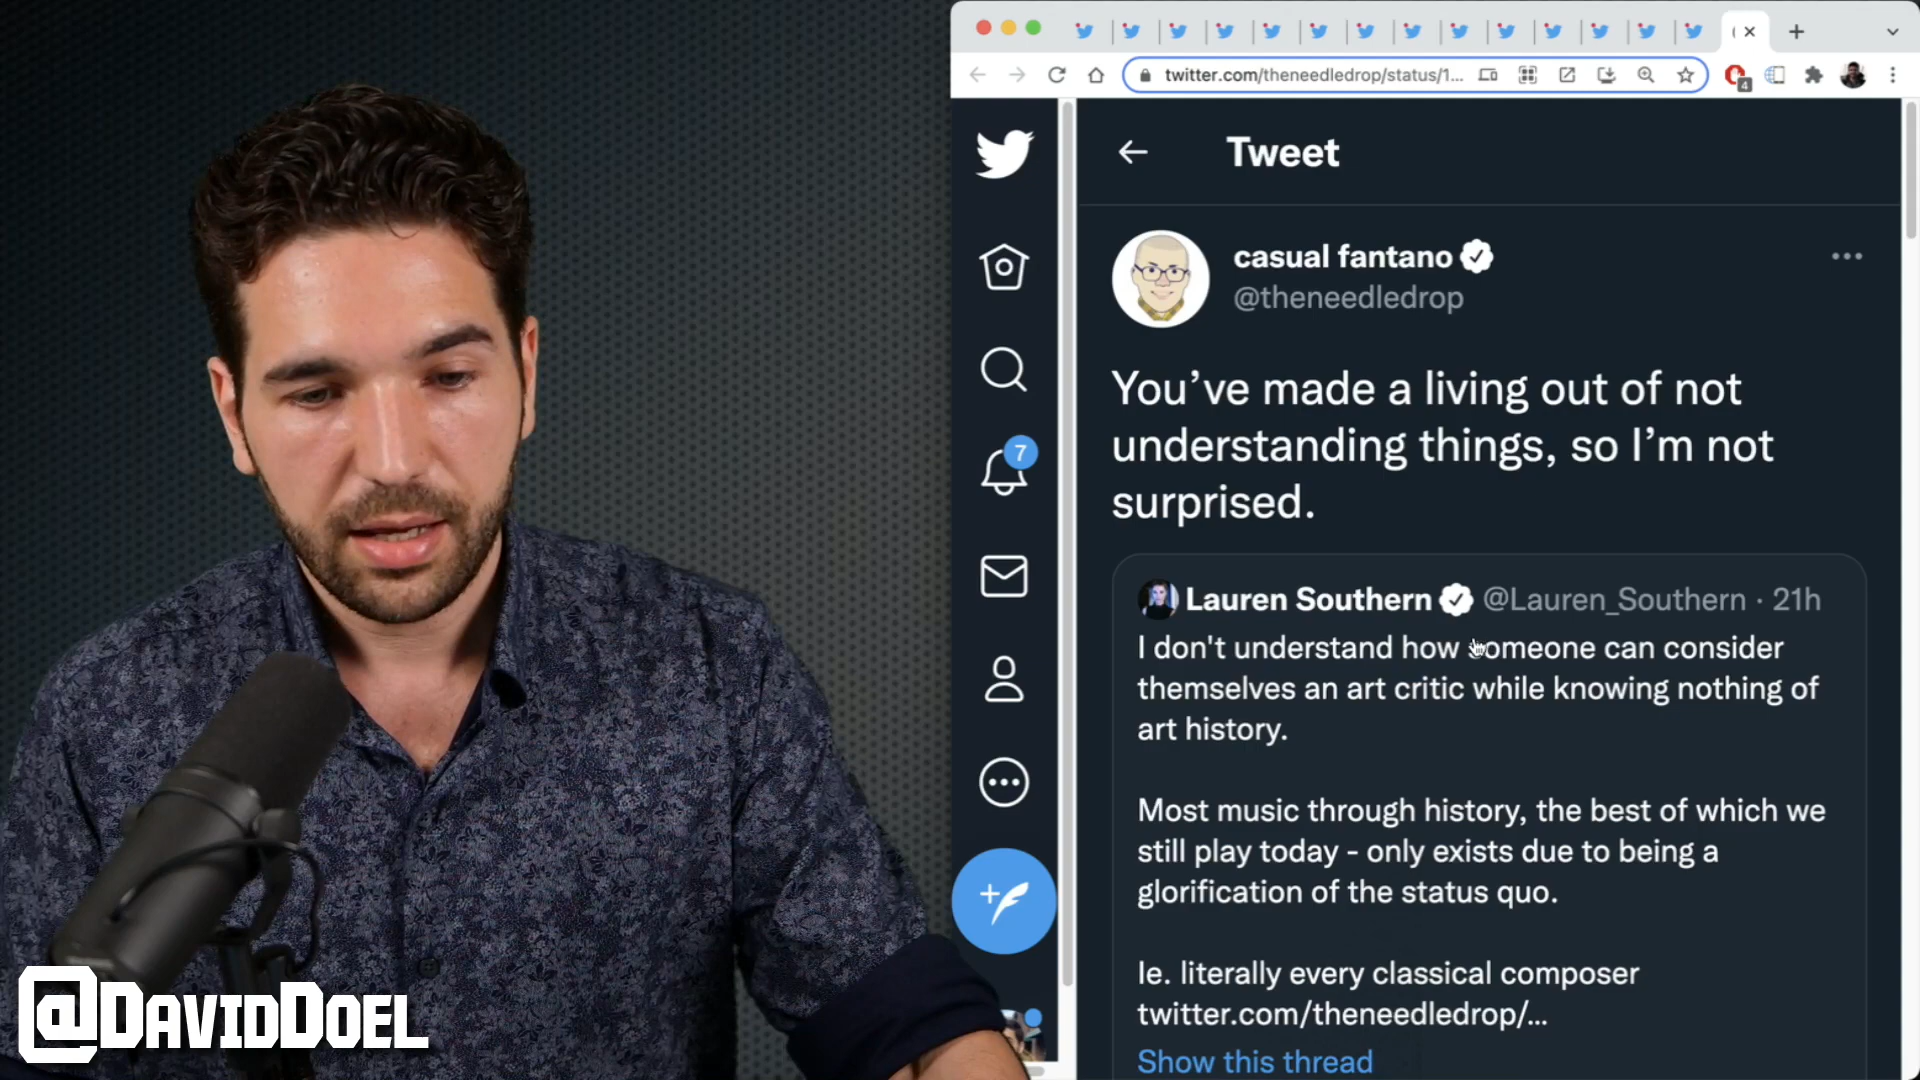 twitter.com/theneedledrop/status/1...
4
Tweet
casual fantano
@theneedledrop
You've made a living out of not
understanding things, so I'm not
surprised.
7
Lauren Southern @Lauren_Southern · 21h
I don't understand how someone can consider
themselves an art critic while knowing nothing of
art history.
Most music through history, the best of which we
still play today - only exists due to being a
glorification of the status quo.
Ie. literally every classical composer
twitter.com/theneedledrop/...
Show this thread
@DAVIDDOEL